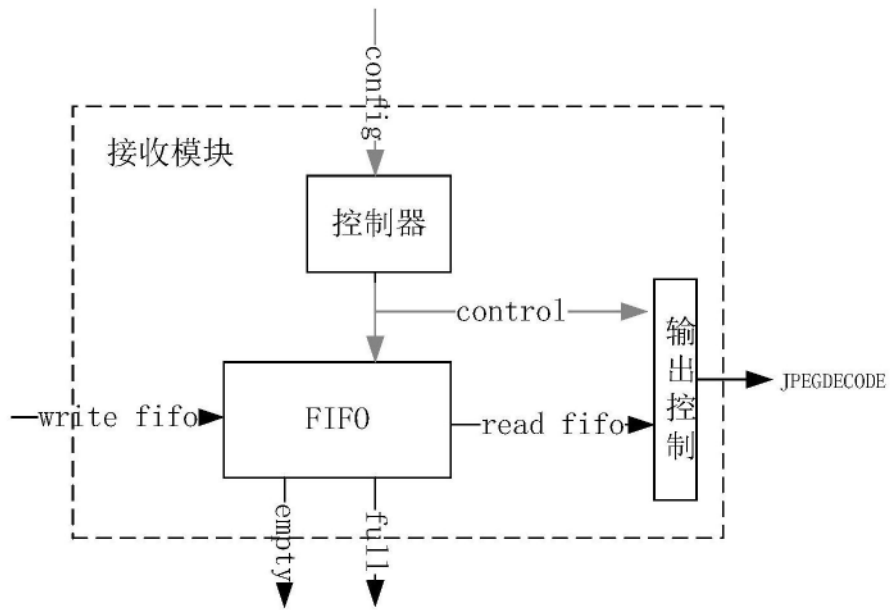 config
接收模块
控制器
control
输出控制
JPEGDECODE
write fifo
FIFO
read fifo
empty
full